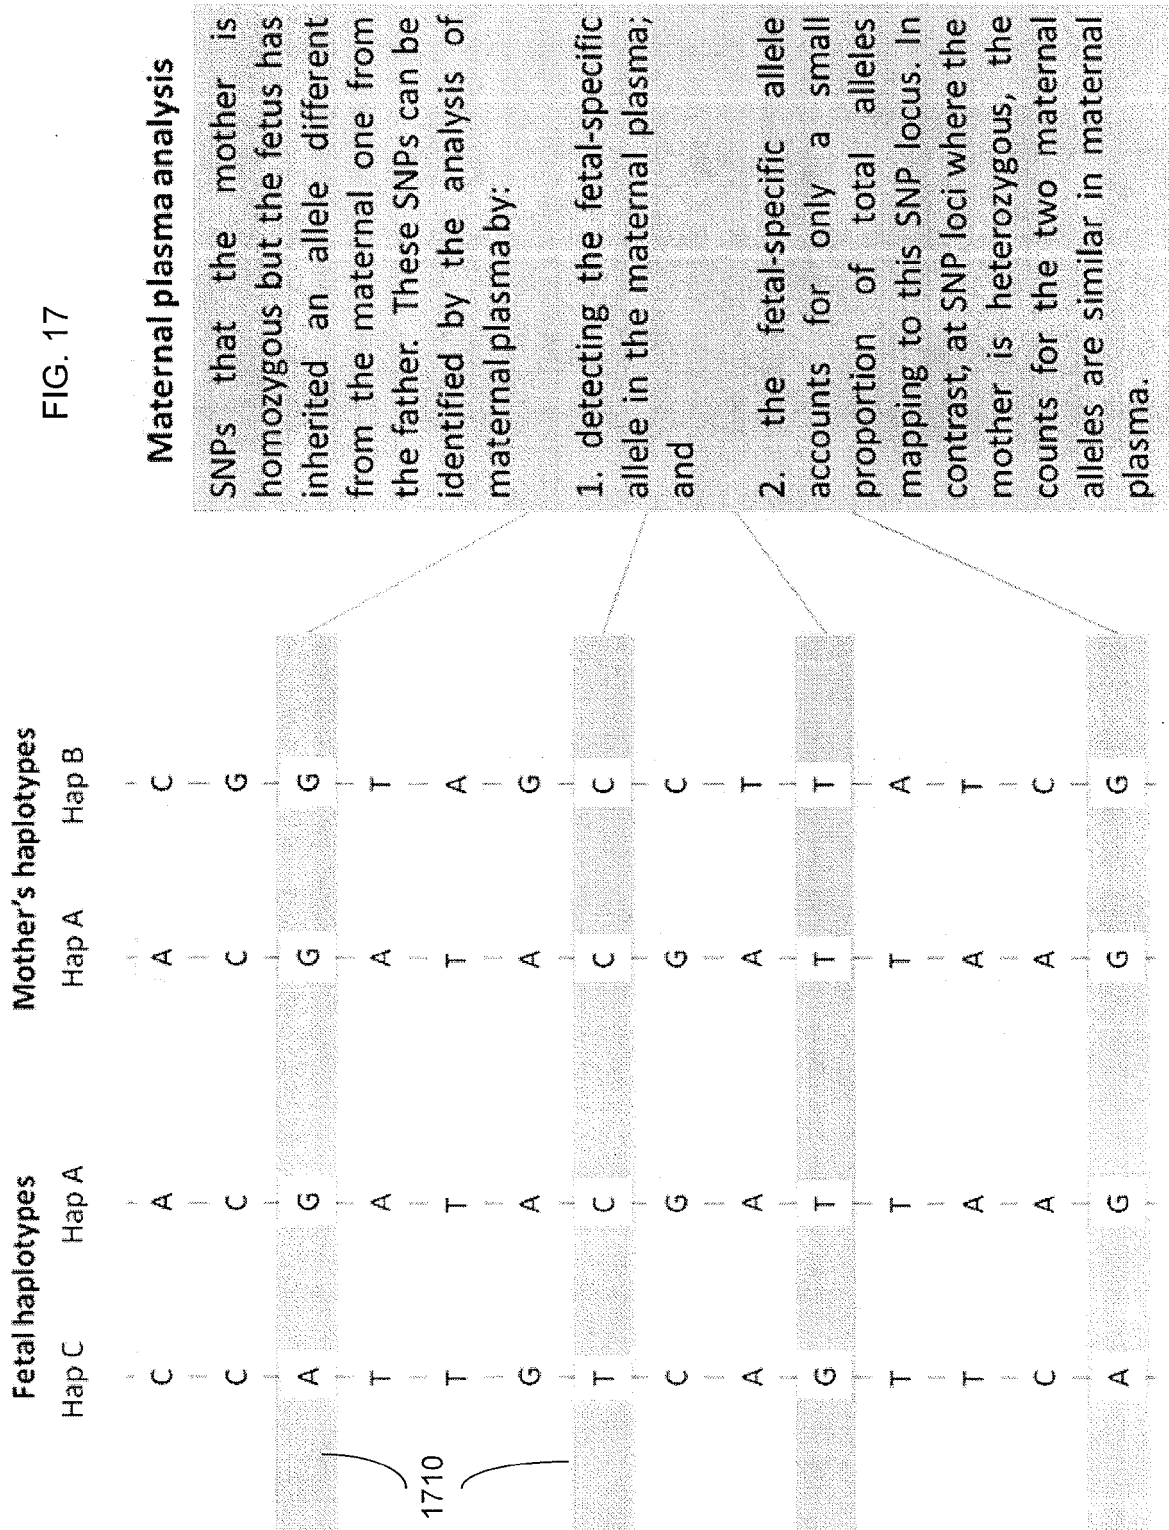 FIG. 17
Fetal haplotypes Mother's haplotypes
Hap C Hap A Hap A Hap B
C A A C
C C C G
A G G G
T A A T
T T T A
G A A G
T C C C
C G G C
A A A T
G T T T
T T T A
T A A T
C A A C
A G G G
1710
Maternal plasma analysis
SNPs that the mother is
homozygous but the fetus has
inherited an allele different
from the maternal one from
the father. These SNPs can be
identified by the analysis of
maternal plasma by:
1. detecting the fetal-specific
allele in the maternal plasma;
and
2. the fetal-specific allele
accounts for only a small
proportion of total alleles
mapping to this SNP locus. In
contrast, at SNP loci where the
mother is heterozygous, the
counts for the two maternal
alleles are similar in maternal
plasma.